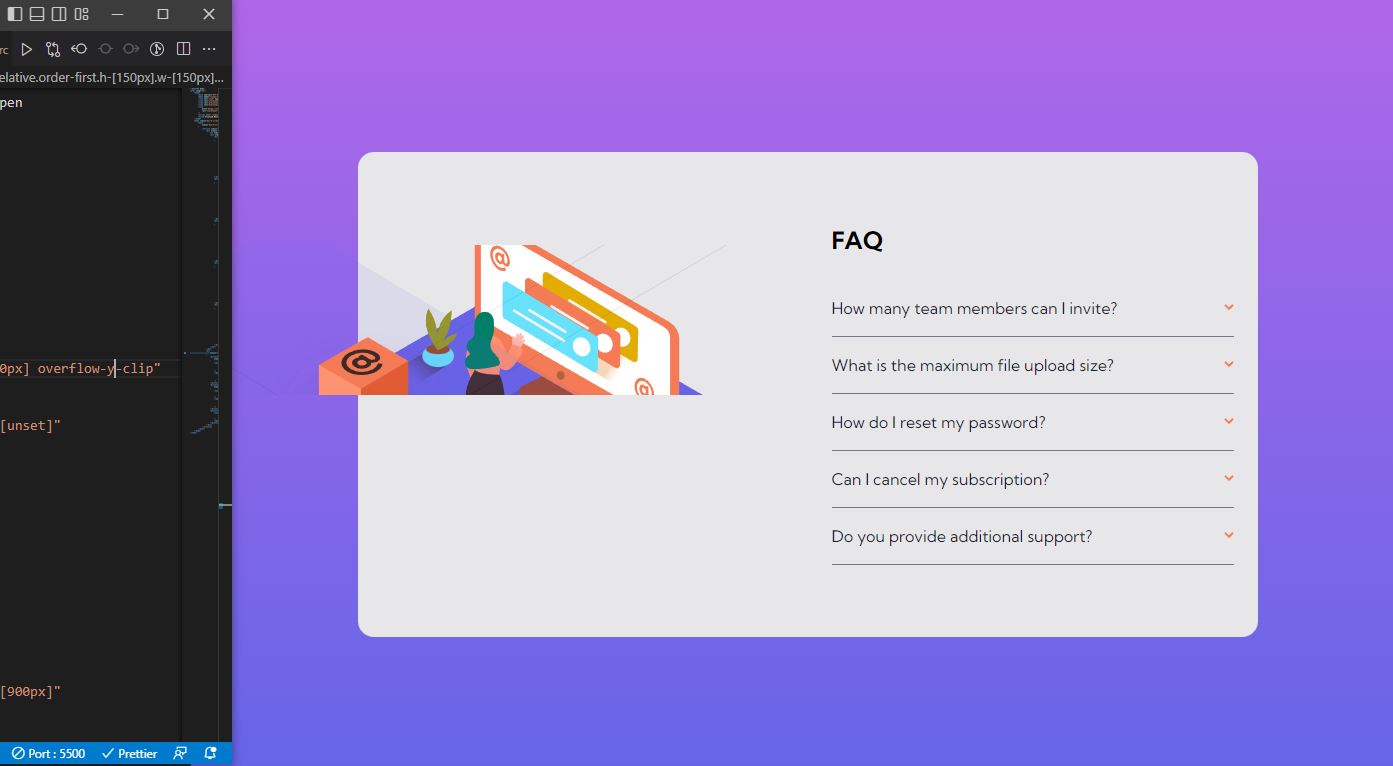 rc
elative.order-first.h-[150px].w-[150px]...
pen
0px] overflow-y-clip"
[unset]"
[900px]"
Port : 5500 Prettier
FAQ
How many team members can I invite?
What is the maximum file upload size?
How do I reset my password?
Can I cancel my subscription?
Do you provide additional support?
@
@
@